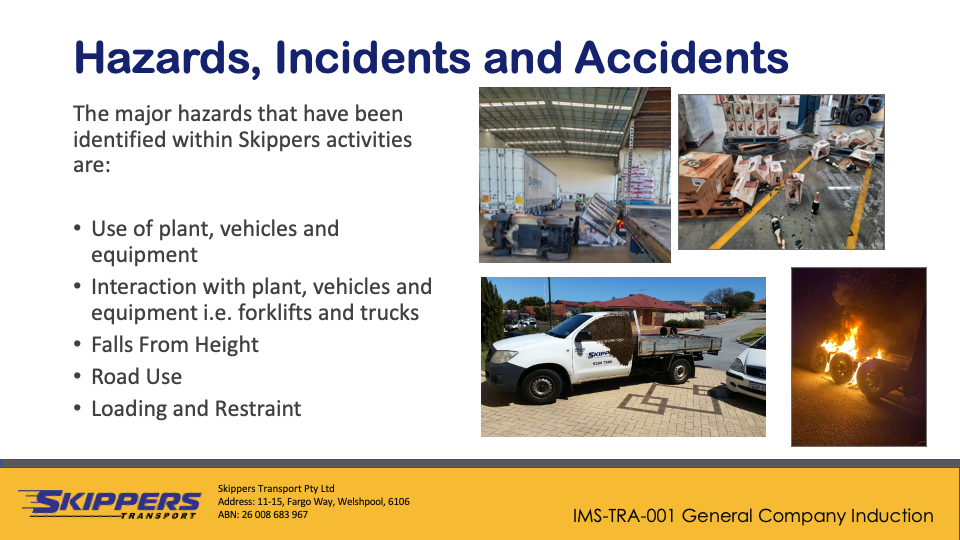 Hazards, Incidents and Accidents
The major hazards that have been
identified within Skippers activities
are:
• Use of plant, vehicles and
equipment
• Interaction with plant, vehicles and
equipment i.e. forklifts and trucks
• Falls From Height
• Road Use
• Loading and Restraint
SKIPPERS
SKIPPERS
TRANSPORT
Skippers Transport Pty Ltd
Address: 11-15, Fargo Way, Welshpool, 6106
ABN: 26 008 683 967
IMS-TRA-001 General Company Induction